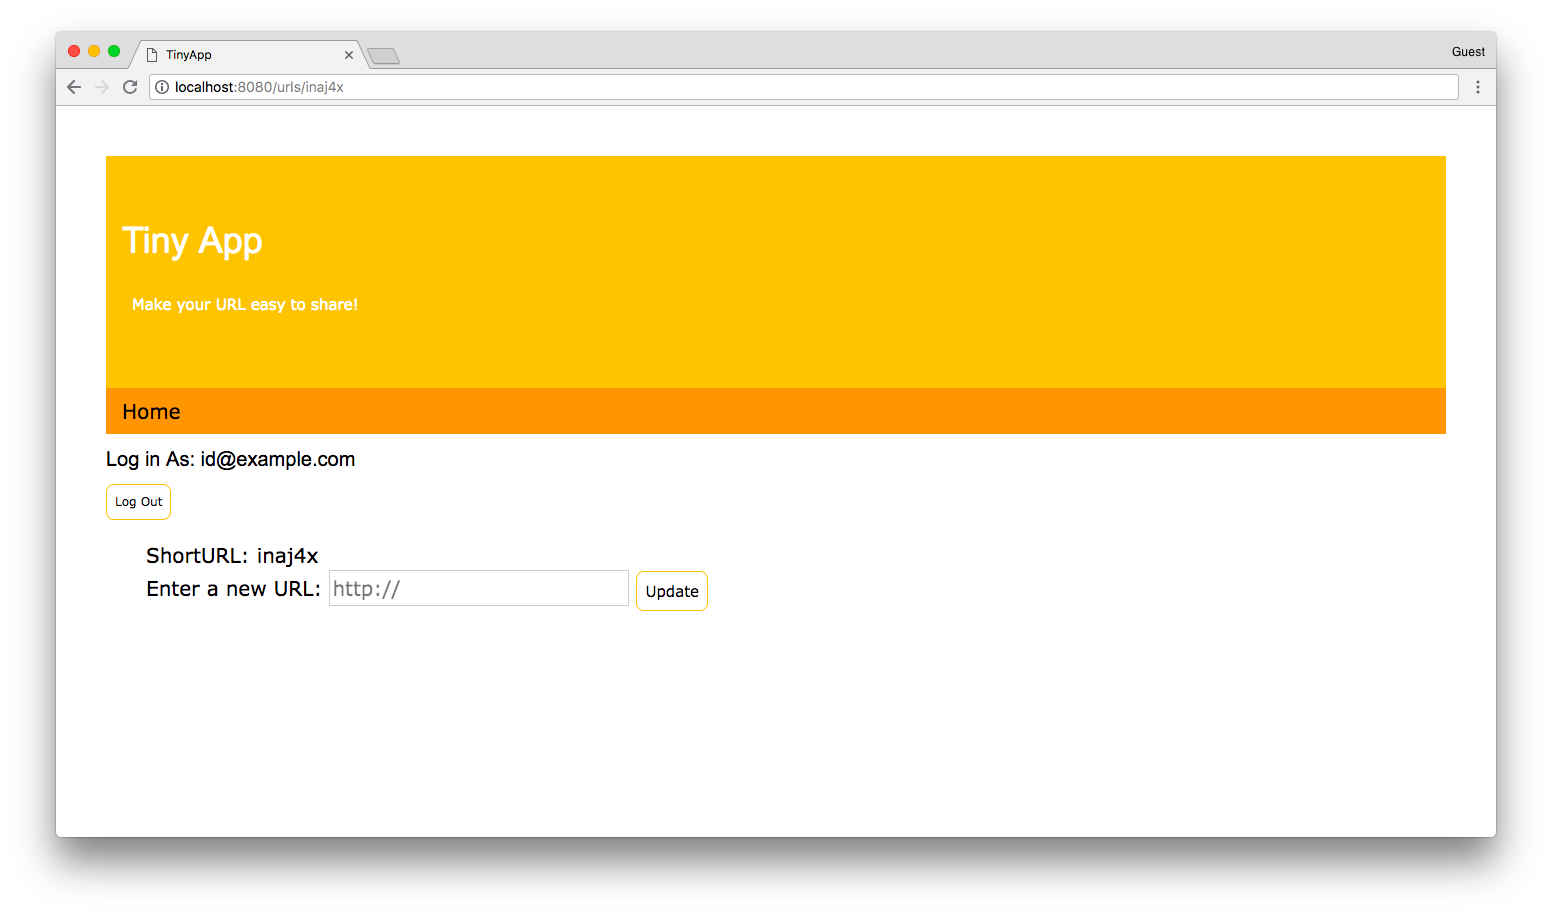 TinyApp
Guest
localhost:8080/urls/inaj4x
Tiny App
Make your URL easy to share!
Home
Log in As: id@example.com
Log Out
ShortURL: inaj4x
Enter a new URL: http:// Update